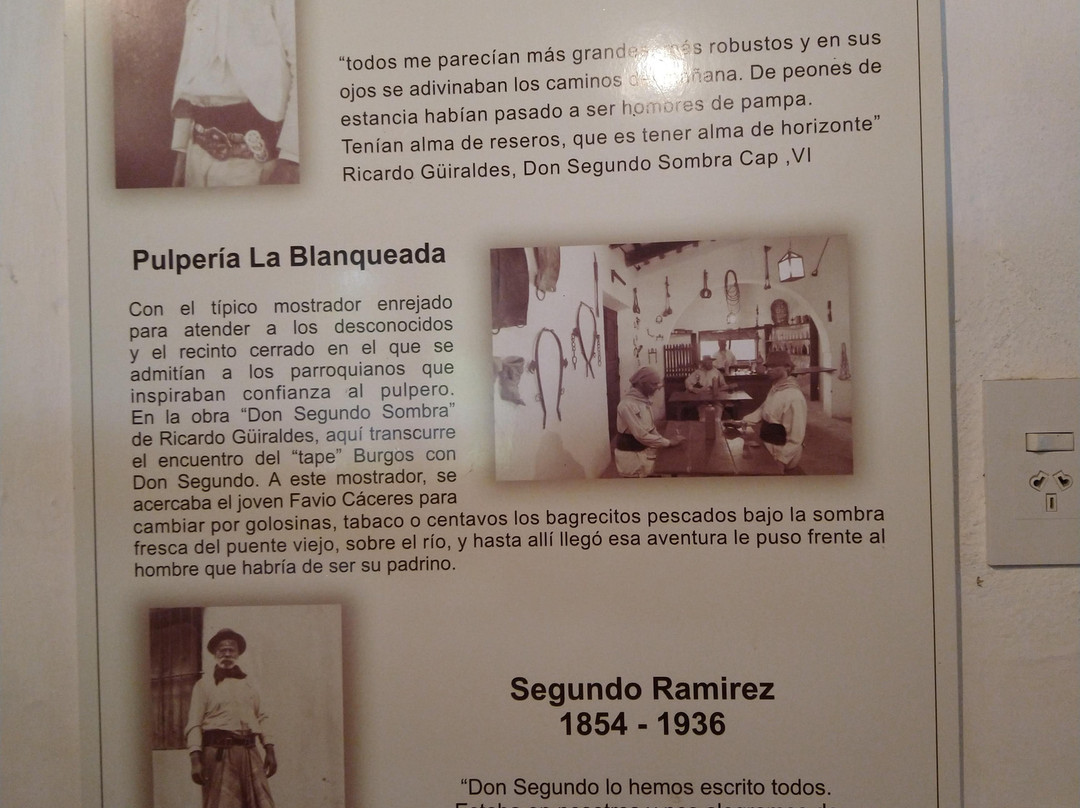 “todos me parecían más grandes, más robustos y en sus
ojos se adivinaban los caminos del mañana. De peones de
estancia habían pasado a ser hombres de pampa.
Tenían alma de reseros, que es tener alma de horizonte”
Ricardo Güiraldes, Don Segundo Sombra Cap ,VI
Pulpería La Blanqueada
Con el típico mostrador enrejado
para atender a los desconocidos
y el recinto cerrado en el que se
admitían a los parroquianos que
inspiraban confianza al pulpero.
En la obra “Don Segundo Sombra”
de Ricardo Güiraldes, aquí transcurre
el encuentro del “tape” Burgos con
Don Segundo. A este mostrador, se
acercaba el joven Favio Cáceres para
cambiar por golosinas, tabaco o centavos los bagrecitos pescados bajo la sombra
fresca del puente viejo, sobre el río, y hasta allí llegó esa aventura le puso frente al
hombre que habría de ser su padrino.
Segundo Ramirez
1854 - 1936
“Don Segundo lo hemos escrito todos.